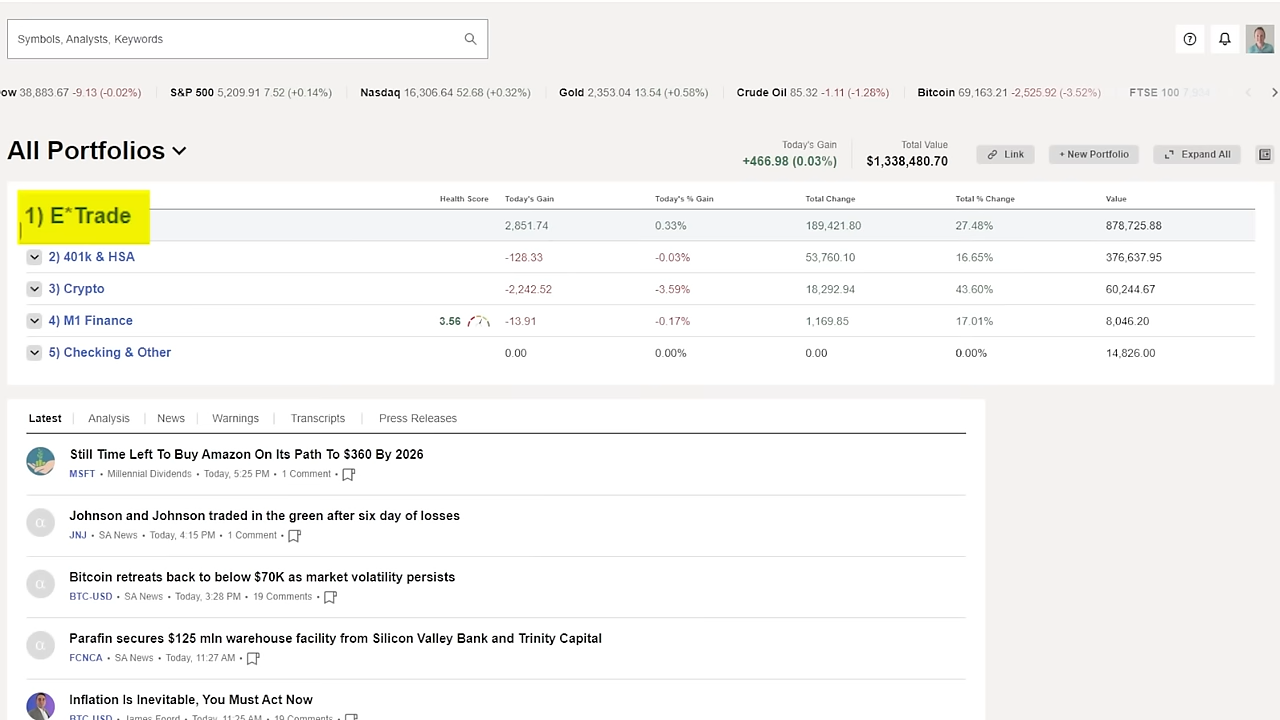 Symbols, Analysts, Keywords
ow 38,883.67 -9.13 (-0.02%) S&P 500 5,209.91 7.52 (+0.14%) Nasdaq 16,306.64 52.68 (+0.32%) Gold 2,353.04 13.54 (+0.58%) Crude Oil 85.32 -1.11 (-1.28%) Bitcoin 69,163.21 -2,525.92 (-3.52%) FTSE 100
All Portfolios
Today's Gain
+466.98 (0.03%)
Total Value
$1,338,480.70
Link
+ New Portfolio
Expand All
Health Score Today's Gain Today's % Gain Total Change Total % Change Value
1) E*Trade 2,851.74 0.33% 189,421.80 27.48% 878,725.88
2) 401k & HSA -128.33 -0.03% 53,760.10 16.65% 376,637.95
3) Crypto -2,242.52 -3.59% 18,292.94 43.60% 60,244.67
4) M1 Finance 3.56 -13.91 -0.17% 1,169.85 17.01% 8,046.20
5) Checking & Other 0.00 0.00% 0.00 0.00% 14,826.00
Latest Analysis News Warnings Transcripts Press Releases
Still Time Left To Buy Amazon On Its Path To $360 By 2026
MSFT • Millennial Dividends • Today, 5:25 PM • 1 Comment •
Johnson and Johnson traded in the green after six day of losses
JNJ • SA News • Today, 4:15 PM • 1 Comment •
Bitcoin retreats back to below $70K as market volatility persists
BTC-USD • SA News • Today, 3:28 PM • 19 Comments •
Parafin secures $125 mln warehouse facility from Silicon Valley Bank and Trinity Capital
FCNCA • SA News • Today, 11:27 AM •
Inflation Is Inevitable, You Must Act Now
BTC-USD • James Foord • Today, 11:25 AM • 19 Comments •